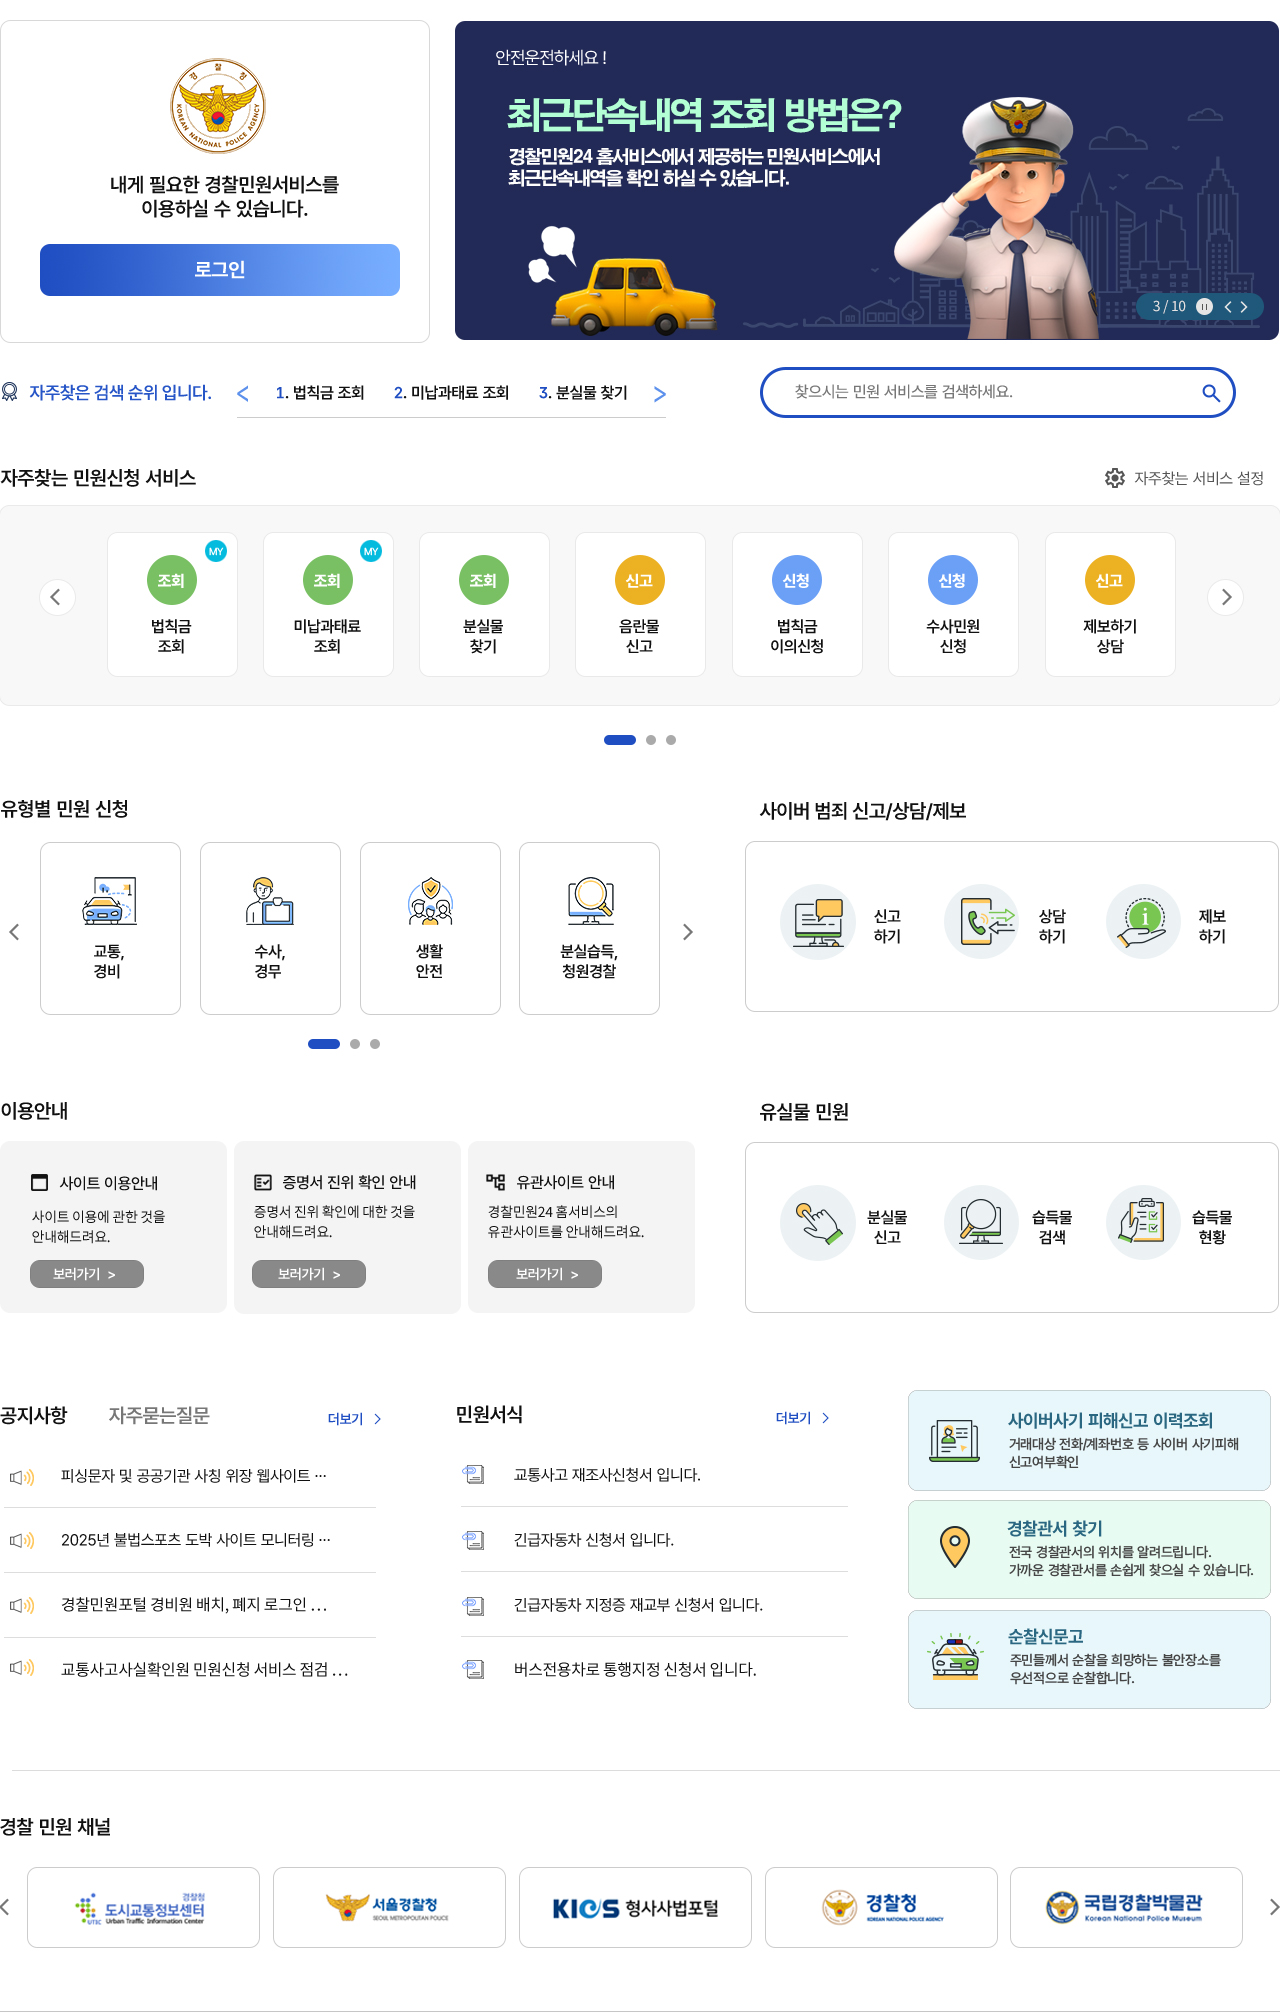 경찰청
KOREAN NATIONAL POLICE AGENCY
내게 필요한 경찰민원서비스를
이용하실 수 있습니다.
로그인
안전운전하세요 !
최근단속내역 조회 방법은?
경찰민원24 홈서비스에서 제공하는 민원서비스에서
최근단속내역을 확인 하실 수 있습니다.
3 / 10
자주찾은 검색 순위 입니다.
1. 법칙금 조회
2. 미납과태료 조회
3. 분실물 찾기
찾으시는 민원 서비스를 검색하세요.
자주찾는 민원신청 서비스
자주찾는 서비스 설정
MY
조회
법칙금
조회
MY
조회
미납과태료
조회
조회
분실물
찾기
신고
음란물
신고
신청
법칙금
이의신청
신청
수사민원
신청
신고
제보하기
상담
유형별 민원 신청
교통,
경비
수사,
경무
생활
안전
분실습득,
청원경찰
사이버 범죄 신고/상담/제보
신고
하기
상담
하기
제보
하기
이용안내
사이트 이용안내
사이트 이용에 관한 것을
안내해드려요.
보러가기 >
증명서 진위 확인 안내
증명서 진위 확인에 대한 것을
안내해드려요.
보러가기 >
유관사이트 안내
경찰민원24 홈서비스의
유관사이트를 안내해드려요.
보러가기 >
유실물 민원
분실물
신고
습득물
검색
습득물
현황
공지사항
자주묻는질문
더보기 >
피싱문자 및 공공기관 사칭 위장 웹사이트 ···
2025년 불법스포츠 도박 사이트 모니터링 ···
경찰민원포털 경비원 배치, 폐지 로그인 ...
교통사고사실확인원 민원신청 서비스 점검 ...
민원서식
더보기 >
교통사고 재조사신청서 입니다.
긴급자동차 신청서 입니다.
긴급자동차 지정증 재교부 신청서 입니다.
버스전용차로 통행지정 신청서 입니다.
사이버사기 피해신고 이력조회
거래대상 전화/계좌번호 등 사이버 사기피해
신고여부확인
경찰관서 찾기
전국 경찰관서의 위치를 알려드립니다.
가까운 경찰관서를 손쉽게 찾으실 수 있습니다.
순찰신문고
주민들께서 순찰을 희망하는 불안장소를
우선적으로 순찰합니다.
경찰 민원 채널
경찰청
도시교통정보센터
UTIC Urban Traffic Information Center
서울경찰청
SEOUL METROPOLITAN POLICE
KICS 형사사법포털
경찰청
KOREAN NATIONAL POLICE AGENCY
국립경찰박물관
Korean National Police Museum